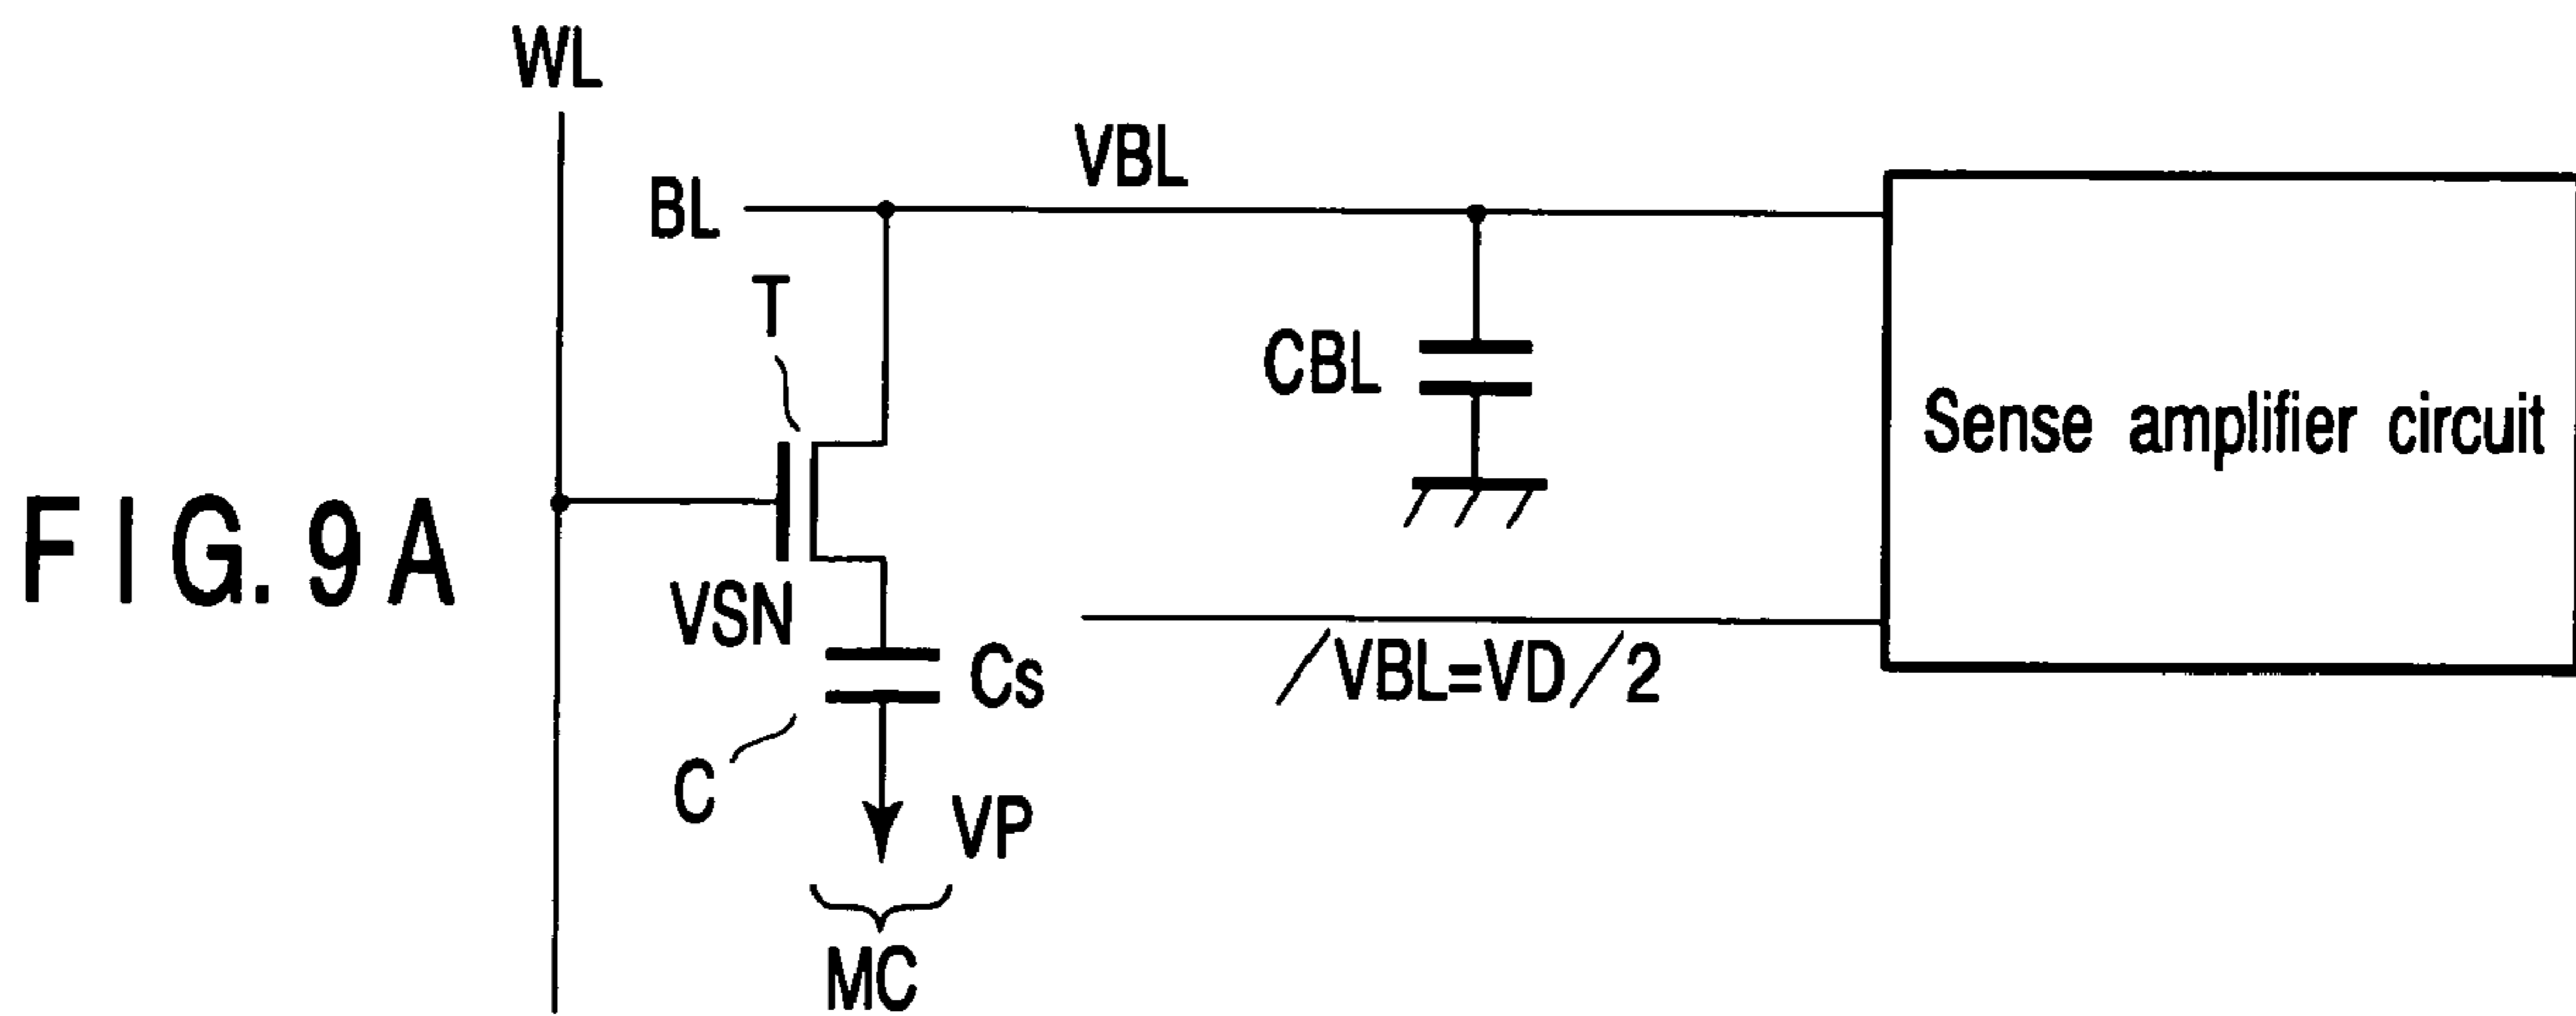 WL
BL
VBL
T
CBL
Sense amplifier circuit
FIG. 9A
VSN
Cs
/VBL=VD/2
C
VP
MC